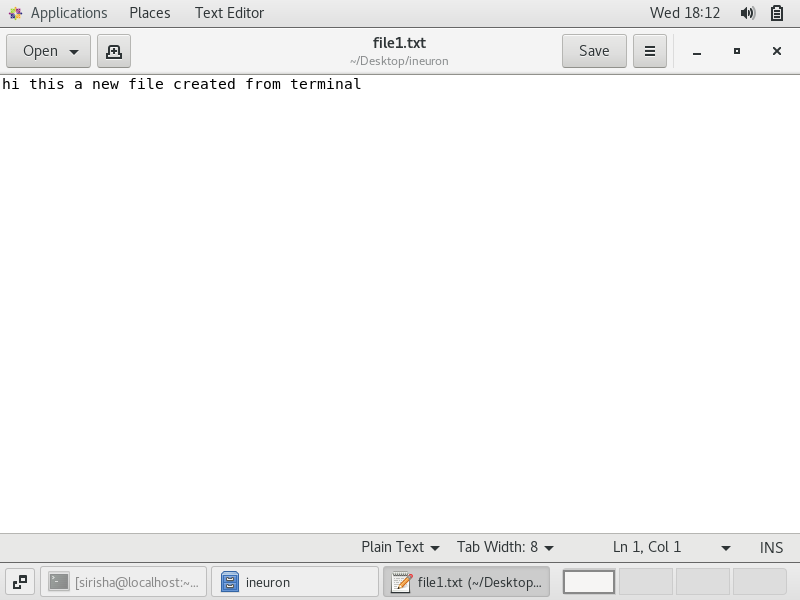 Applications Places Text Editor Wed 18:12
Open file1.txt Save
~/Desktop/ineuron
hi this a new file created from terminal
Plain Text Tab Width: 8 Ln 1, Col 1 INS
[sirisha@localhost:~... ineuron file1.txt (~/Desktop...